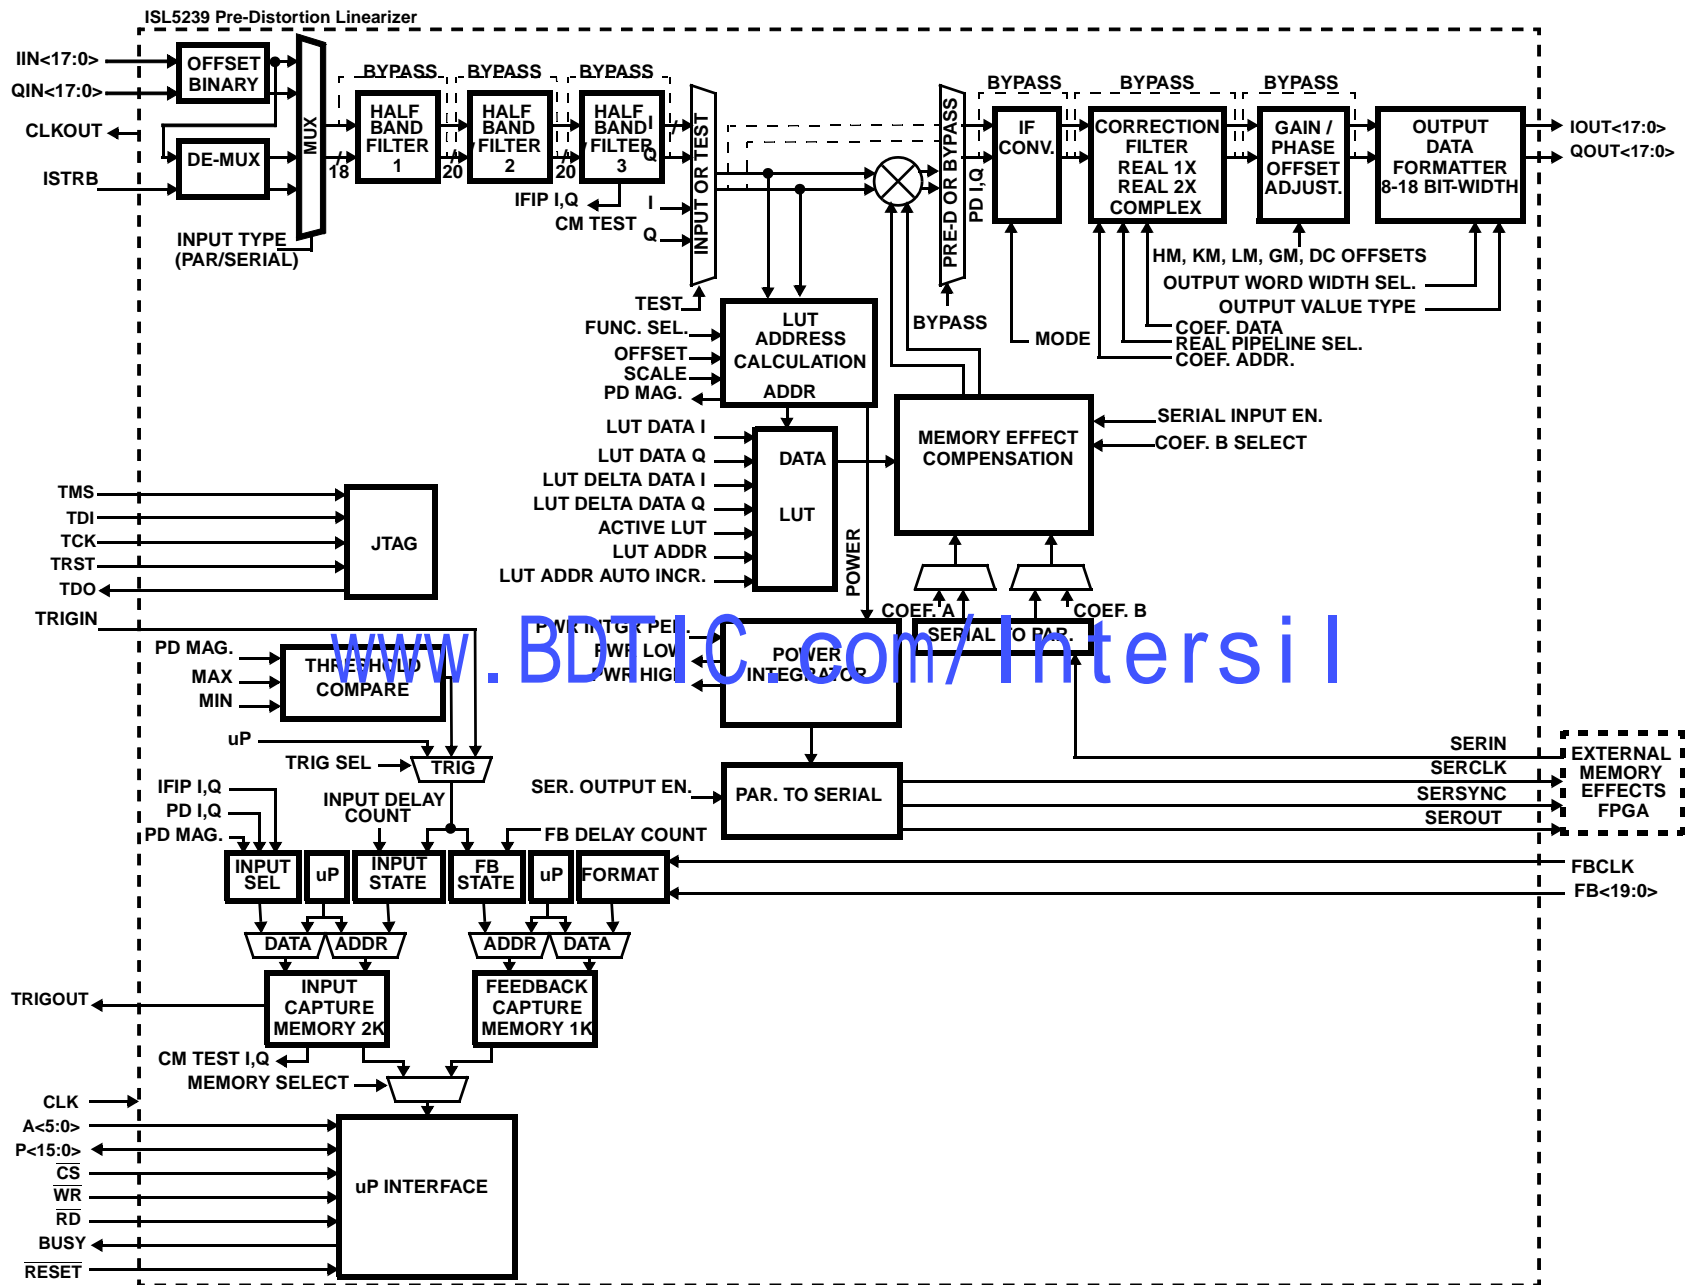 ISL5239 Pre-Distortion Linearizer
IIN<17:0>
QIN<17:0>
CLKOUT
ISTRB
OFFSET
BINARY
DE-MUX
MUX
INPUT TYPE
(PAR/SERIAL)
18
BYPASS
HALF
BAND
FILTER
1
20
BYPASS
HALF
BAND
FILTER
2
20
BYPASS
HALF
BAND
FILTER
3
I
Q
IFIP I,Q
CM TEST
I
Q
INPUT OR TEST
TEST
PRE-D OR BYPASS
BYPASS
PD I,Q
BYPASS
IF
CONV.
MODE
BYPASS
CORRECTION
FILTER
REAL 1X
REAL 2X
COMPLEX
COEF. DATA
REAL PIPELINE SEL.
COEF. ADDR.
BYPASS
GAIN /
PHASE
OFFSET
ADJUST.
HM, KM, LM, GM, DC OFFSETS
OUTPUT
DATA
FORMATTER
8-18 BIT-WIDTH
OUTPUT WORD WIDTH SEL.
OUTPUT VALUE TYPE
IOUT<17:0>
QOUT<17:0>
FUNC. SEL.
OFFSET
SCALE
PD MAG.
LUT
ADDRESS
CALCULATION
ADDR
LUT DATA I
LUT DATA Q
LUT DELTA DATA I
LUT DELTA DATA Q
ACTIVE LUT
LUT ADDR
LUT ADDR AUTO INCR.
DATA
LUT
POWER
MEMORY EFFECT
COMPENSATION
SERIAL INPUT EN.
COEF. B SELECT
COEF. A
COEF. B
SERIAL TO PAR.
TMS
TDI
TCK
TRST
TDO
JTAG
TRIGIN
PD MAG.
MAX
MIN
THRESHOLD
COMPARE
PWR INTGR PER.
PWR LOW
PWR HIGH
POWER
INTEGRATOR
www.BDTIC.com/Intersil
uP
TRIG SEL
TRIG
SER. OUTPUT EN.
PAR. TO SERIAL
SERIN
SERCLK
SERSYNC
SEROUT
EXTERNAL
MEMORY
EFFECTS
FPGA
IFIP I,Q
PD I,Q
PD MAG.
INPUT DELAY
COUNT
FB DELAY COUNT
INPUT
SEL
uP
INPUT
STATE
FB
STATE
uP
FORMAT
FBCLK
FB<19:0>
DATA
ADDR
ADDR
DATA
TRIGOUT
INPUT
CAPTURE
MEMORY 2K
FEEDBACK
CAPTURE
MEMORY 1K
CM TEST I,Q
MEMORY SELECT
CLK
A<5:0>
P<15:0>
CS
WR
RD
BUSY
RESET
uP INTERFACE